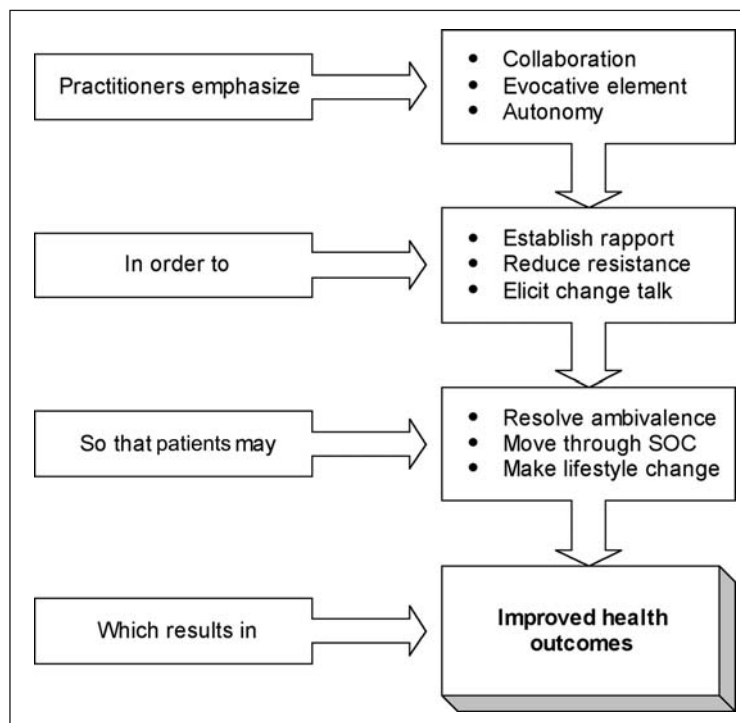 Practitioners emphasize
• Collaboration
• Evocative element
• Autonomy
In order to
• Establish rapport
• Reduce resistance
• Elicit change talk
So that patients may
• Resolve ambivalence
• Move through SOC
• Make lifestyle change
Which results in
Improved health
outcomes